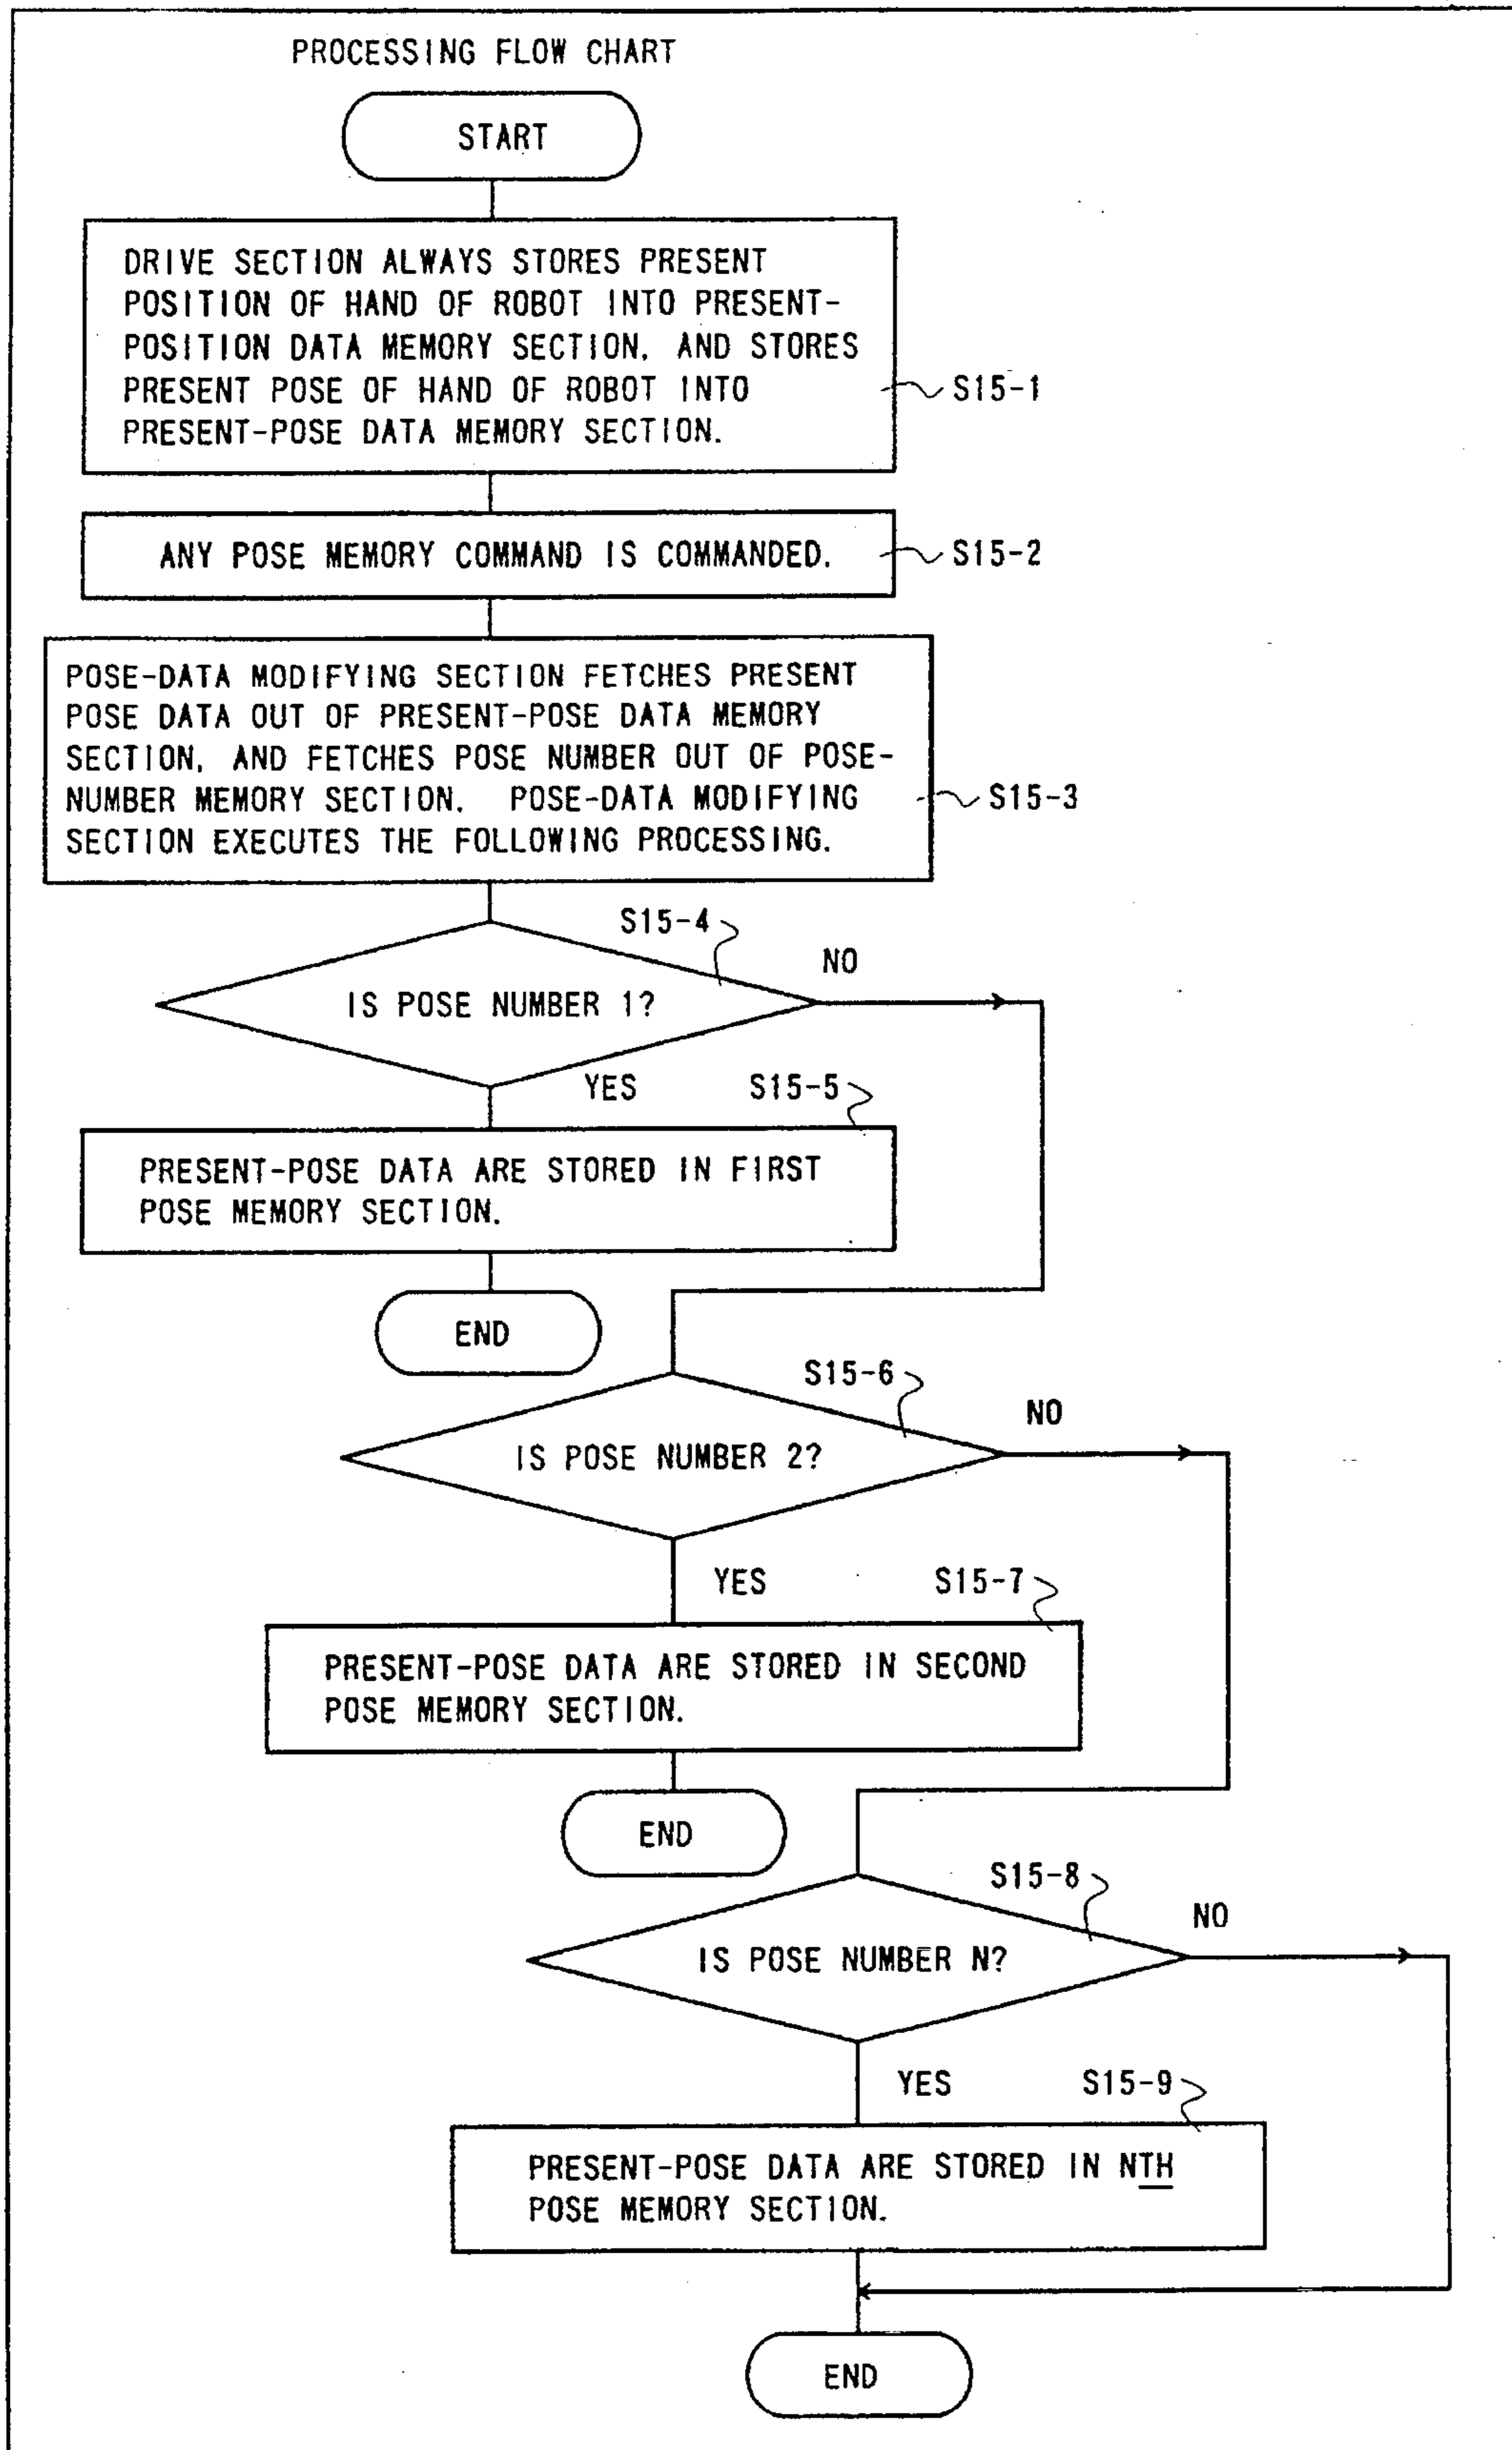 PROCESSING FLOW CHART
START
DRIVE SECTION ALWAYS STORES PRESENT
POSITION OF HAND OF ROBOT INTO PRESENT-
POSITION DATA MEMORY SECTION, AND STORES
PRESENT POSE OF HAND OF ROBOT INTO
PRESENT-POSE DATA MEMORY SECTION.
S15-1
ANY POSE MEMORY COMMAND IS COMMANDED.
S15-2
POSE-DATA MODIFYING SECTION FETCHES PRESENT
POSE DATA OUT OF PRESENT-POSE DATA MEMORY
SECTION, AND FETCHES POSE NUMBER OUT OF POSE-
NUMBER MEMORY SECTION. POSE-DATA MODIFYING
SECTION EXECUTES THE FOLLOWING PROCESSING.
S15-3
S15-4
NO
IS POSE NUMBER 1?
YES
S15-5
PRESENT-POSE DATA ARE STORED IN FIRST
POSE MEMORY SECTION.
END
S15-6
NO
IS POSE NUMBER 2?
YES
S15-7
PRESENT-POSE DATA ARE STORED IN SECOND
POSE MEMORY SECTION.
END
S15-8
NO
IS POSE NUMBER N?
YES
S15-9
PRESENT-POSE DATA ARE STORED IN NTH
POSE MEMORY SECTION.
END